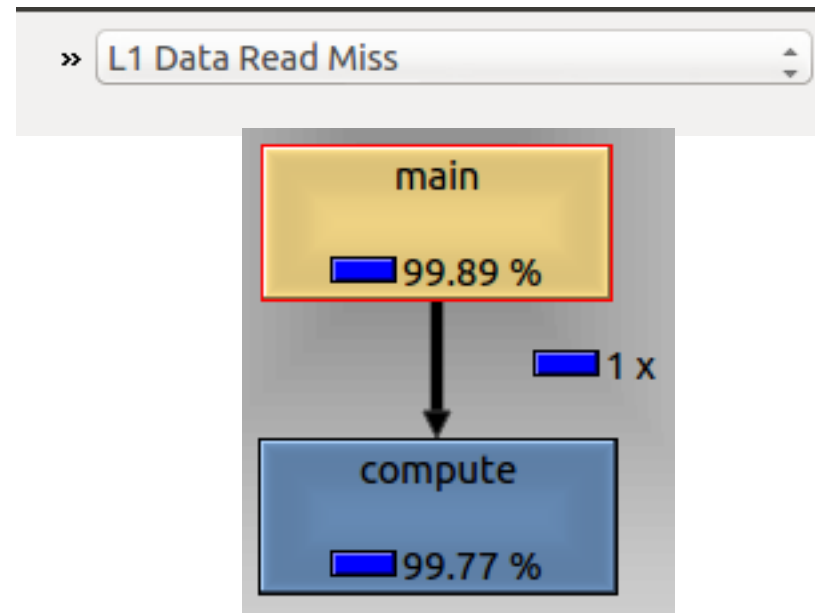 » L1 Data Read Miss
main
99.89 %
1 x
compute
99.77 %